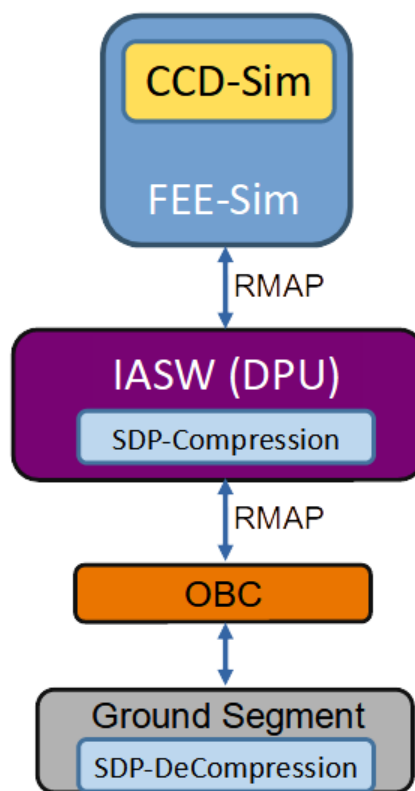 CCD-Sim
FEE-Sim
RMAP
IASW (DPU)
SDP-Compression
RMAP
OBC
Ground Segment
SDP-DeCompression